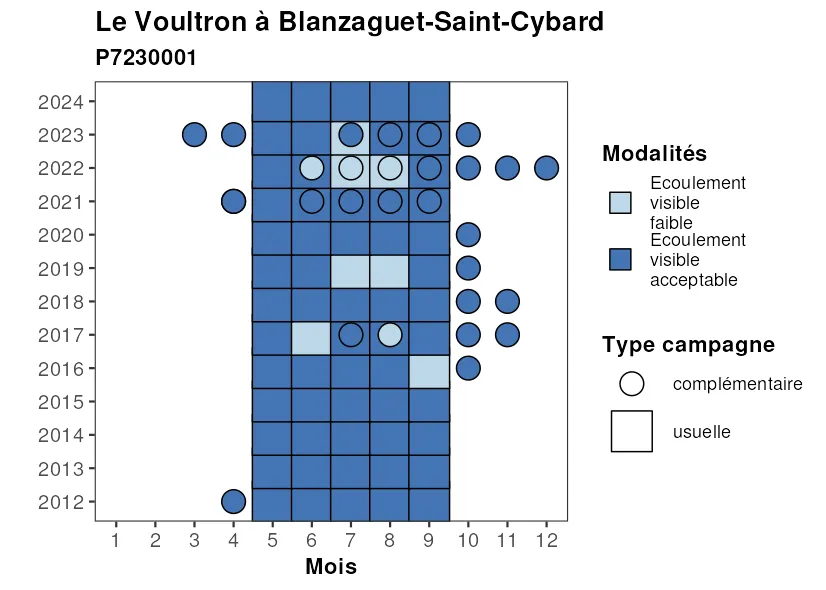 Le Voultron à Blanzaguet-Saint-Cybard
P7230001
2024
2023
2022
2021
2020
2019
2018
2017
2016
2015
2014
2013
2012
1 2 3 4 5 6 7 8 9 10 11 12
Mois
Modalités
Ecoulement
visible
faible
Ecoulement
visible
acceptable
Type campagne
complémentaire
usuelle